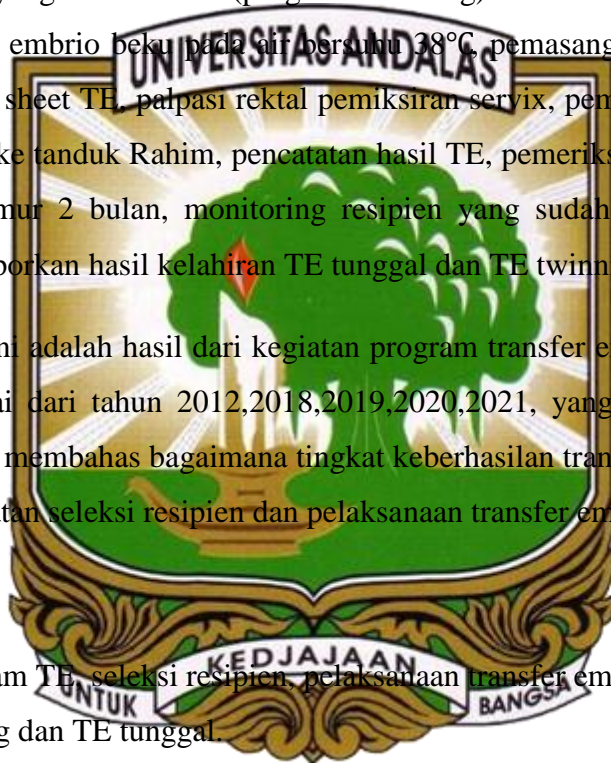 (
UNIVERSITAS ANDALAS
embrio beku pada air bersuhu 38°C, pemasang
sheet TE, palpasi rektal pemiksiran servix, pem
ke tanduk Rahim, pencatatan hasil TE, pemeriks
mur 2 bulan, monitoring resipien yang sudah
porkan hasil kelahiran TE tunggal dan TE twinn
ni adalah hasil dari kegiatan program transfer e
ai dari tahun 2012,2018,2019,2020,2021, yang
membahas bagaimana tingkat keberhasilan tran
atan seleksi resipien dan pelaksanaan transfer em
am TE, seleksi resipien, pelaksanaan transfer em
KEDJAJAAN
UNTUK
BANGSA
g dan TE tunggal.